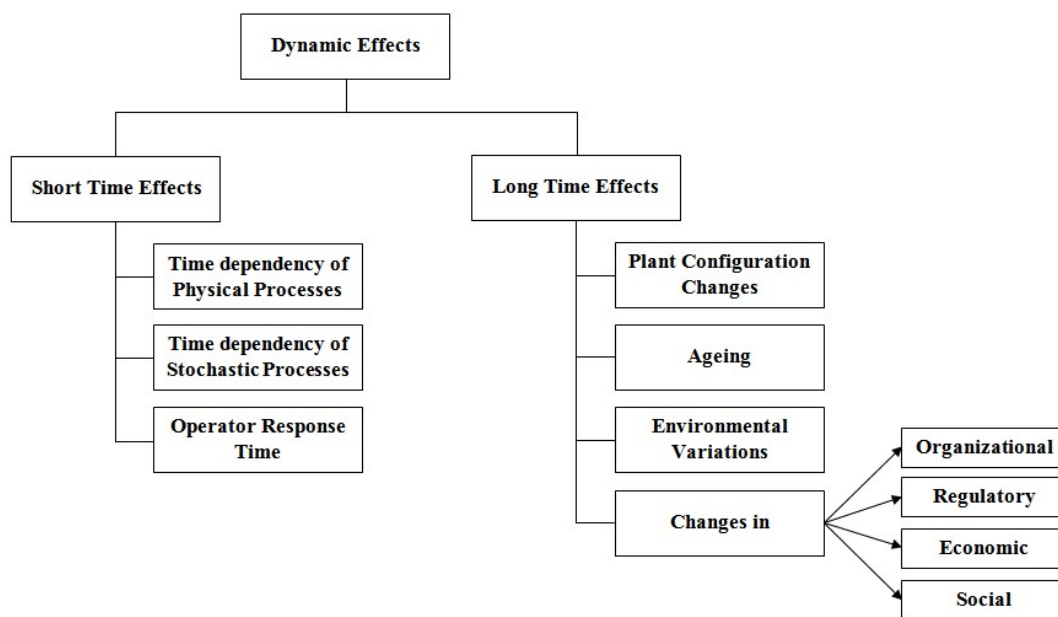 Dynamic Effects
Short Time Effects
Time dependency of
Physical Processes
Time dependency of
Stochastic Processes
Operator Response
Time
Long Time Effects
Plant Configuration
Changes
Ageing
Environmental
Variations
Changes in
Organizational
Regulatory
Economic
Social